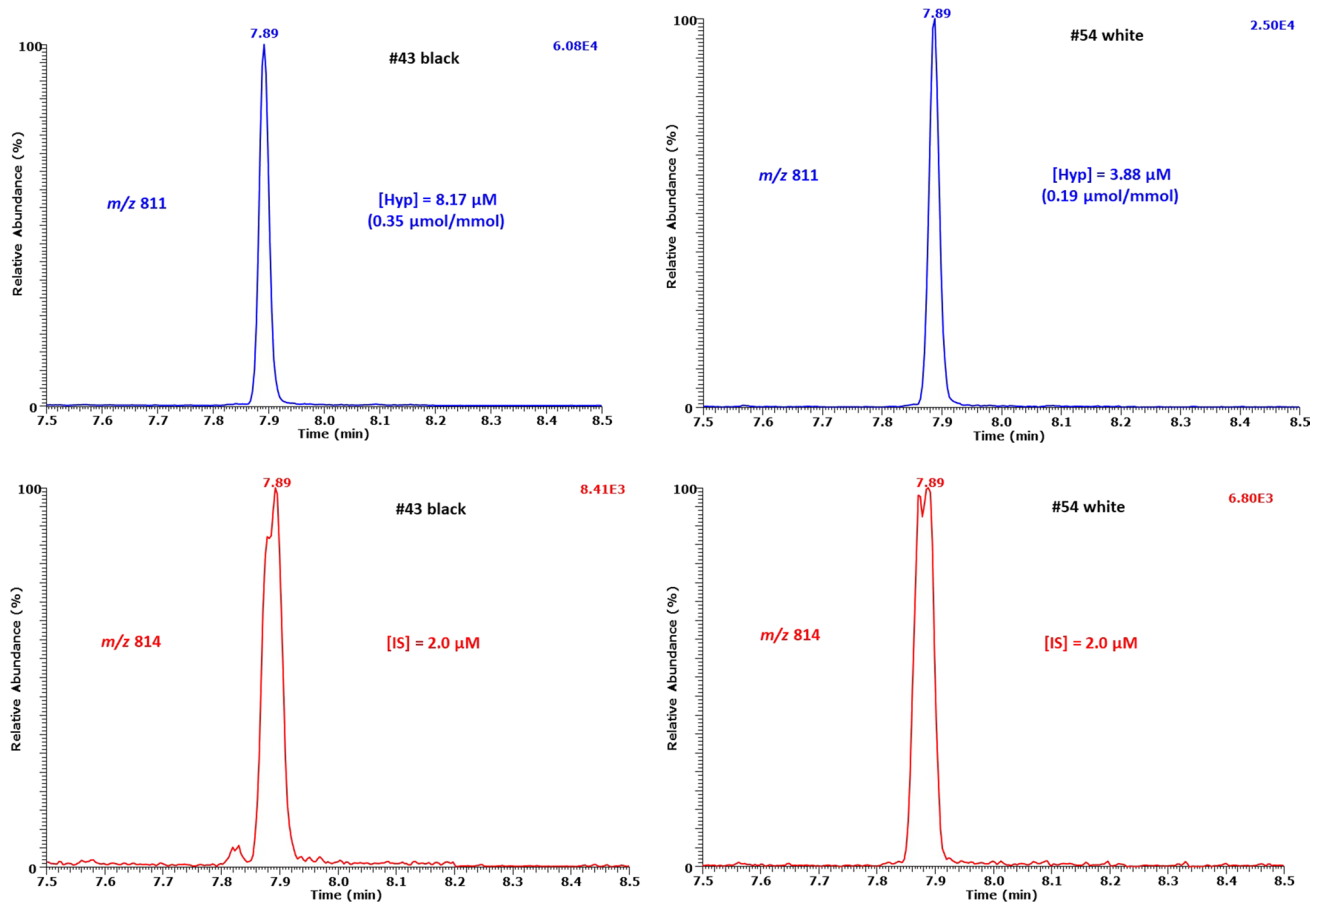 7.89
6.08E4
#43 black
100
m/z 811
[Hyp] = 8.17 µM
(0.35 µmol/mmol)
Relative Abundance (%)
0
7.5 7.6 7.7 7.8 7.9 8.0 8.1 8.2 8.3 8.4 8.5
Time (min)
7.89
2.50E4
#54 white
100
m/z 811
[Hyp] = 3.88 µM
(0.19 µmol/mmol)
Relative Abundance (%)
0
7.5 7.6 7.7 7.8 7.9 8.0 8.1 8.2 8.3 8.4 8.5
Time (min)
7.89
8.41E3
#43 black
100
m/z 814
[IS] = 2.0 µM
Relative Abundance (%)
0
7.5 7.6 7.7 7.8 7.9 8.0 8.1 8.2 8.3 8.4 8.5
Time (min)
7.89
6.80E3
#54 white
100
m/z 814
[IS] = 2.0 µM
Relative Abundance (%)
0
7.5 7.6 7.7 7.8 7.9 8.0 8.1 8.2 8.3 8.4 8.5
Time (min)